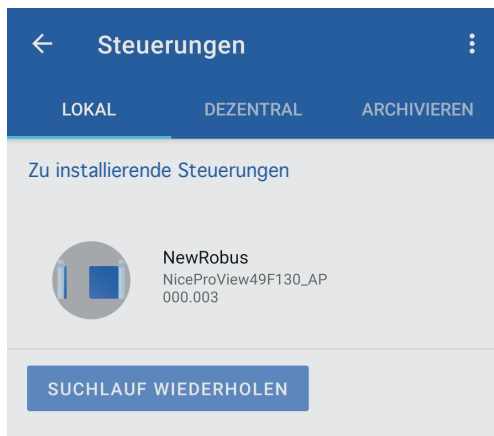 Steuerungen
LOKAL DEZENTRAL ARCHIVIEREN
Zu installierende Steuerungen
NewRobus
NiceProView49F130_AP
000.003
SUCHLAUF WIEDERHOLEN